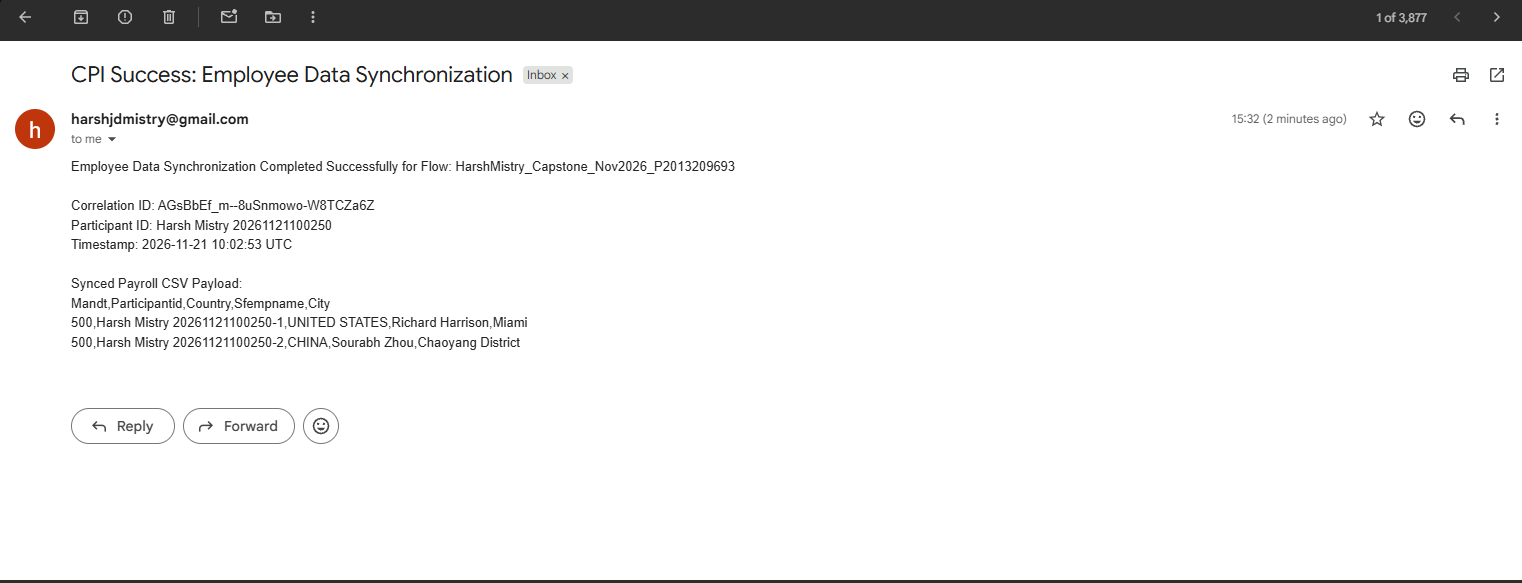 1 of 3,877
CPI Success: Employee Data Synchronization Inbox ×
h
harshjdmistry@gmail.com 15:32 (2 minutes ago)
to me
Employee Data Synchronization Completed Successfully for Flow: HarshMistry_Capstone_Nov2026_P2013209693
Correlation ID: AGsBbEf_m--8uSnmowo-W8TCZa6Z
Participant ID: Harsh Mistry 20261121100250
Timestamp: 2026-11-21 10:02:53 UTC
Synced Payroll CSV Payload:
Mandt,Participantid,Country,Sfempname,City
500,Harsh Mistry 20261121100250-1,UNITED STATES,Richard Harrison,Miami
500,Harsh Mistry 20261121100250-2,CHINA,Sourabh Zhou,Chaoyang District
Reply Forward